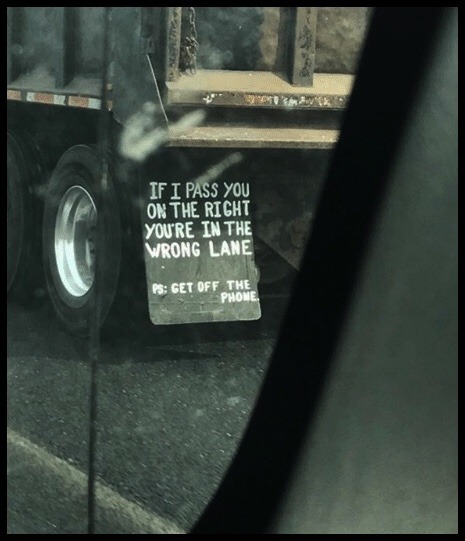 IF I PASS YOU
ON THE RIGHT
YOU'RE IN THE
WRONG LANE
PS: GET OFF THE
PHONE.